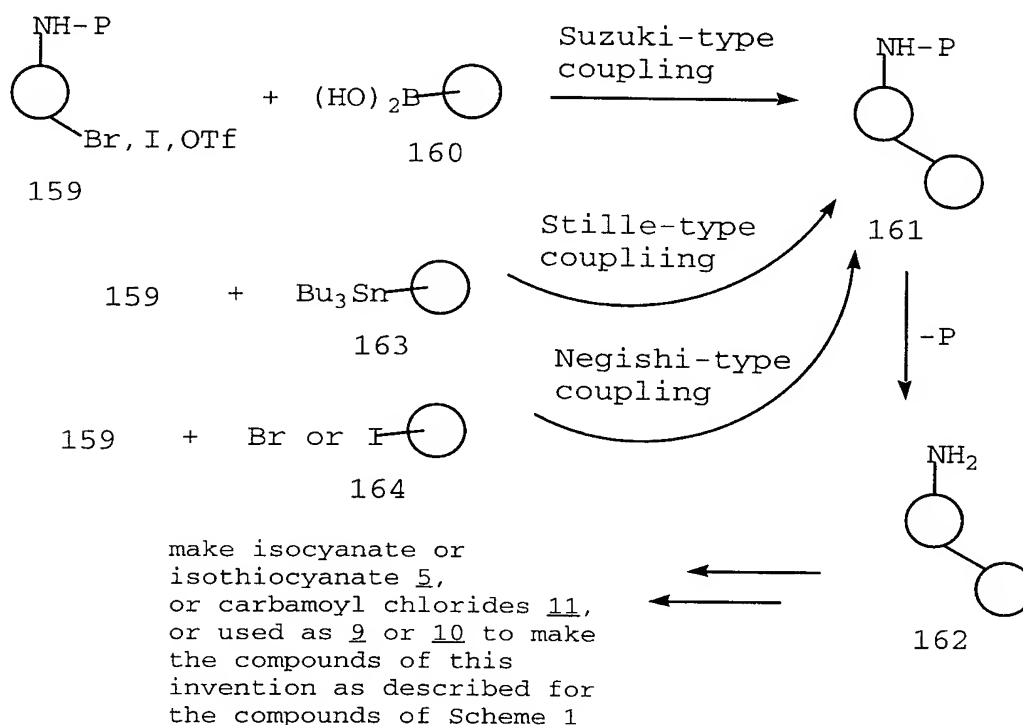 NH-P
Br, I, OTf
159
+ (HO)₂B
160
Suzuki-type
coupling
NH-P
161
159 + Bu₃Sn
163
Stille-type
coupliing
159 + Br or I
164
Negishi-type
coupling
-P
NH₂
162
make isocyanate or
isothiocyanate 5,
or carbamoyl chlorides 11,
or used as 9 or 10 to make
the compounds of this
invention as described for
the compounds of Scheme 1